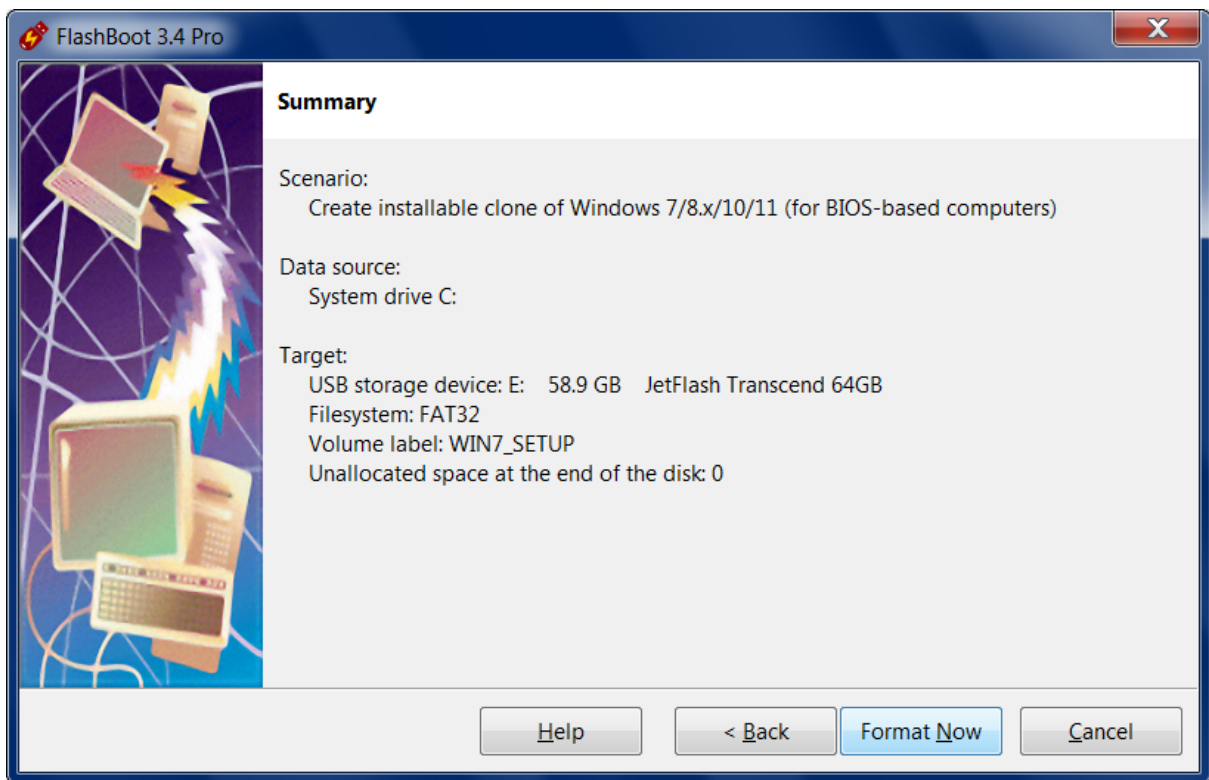 FlashBoot 3.4 Pro
X
Summary
Scenario:
Create installable clone of Windows 7/8.x/10/11 (for BIOS-based computers)
Data source:
System drive C:
Target:
USB storage device: E: 58.9 GB JetFlash Transcend 64GB
Filesystem: FAT32
Volume label: WIN7_SETUP
Unallocated space at the end of the disk: 0
Help
< Back
Format Now
Cancel